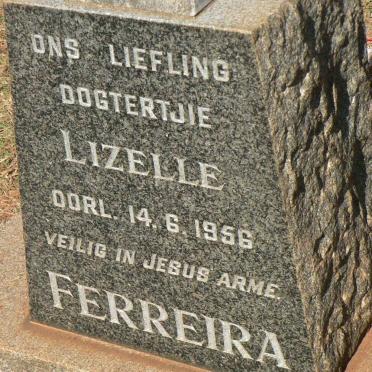 ONS LIEFLING
DOGTERTJIE
LIZELLE
OORL. 14.6.1956
VEILIG IN JESUS ARME.
FERREIRA